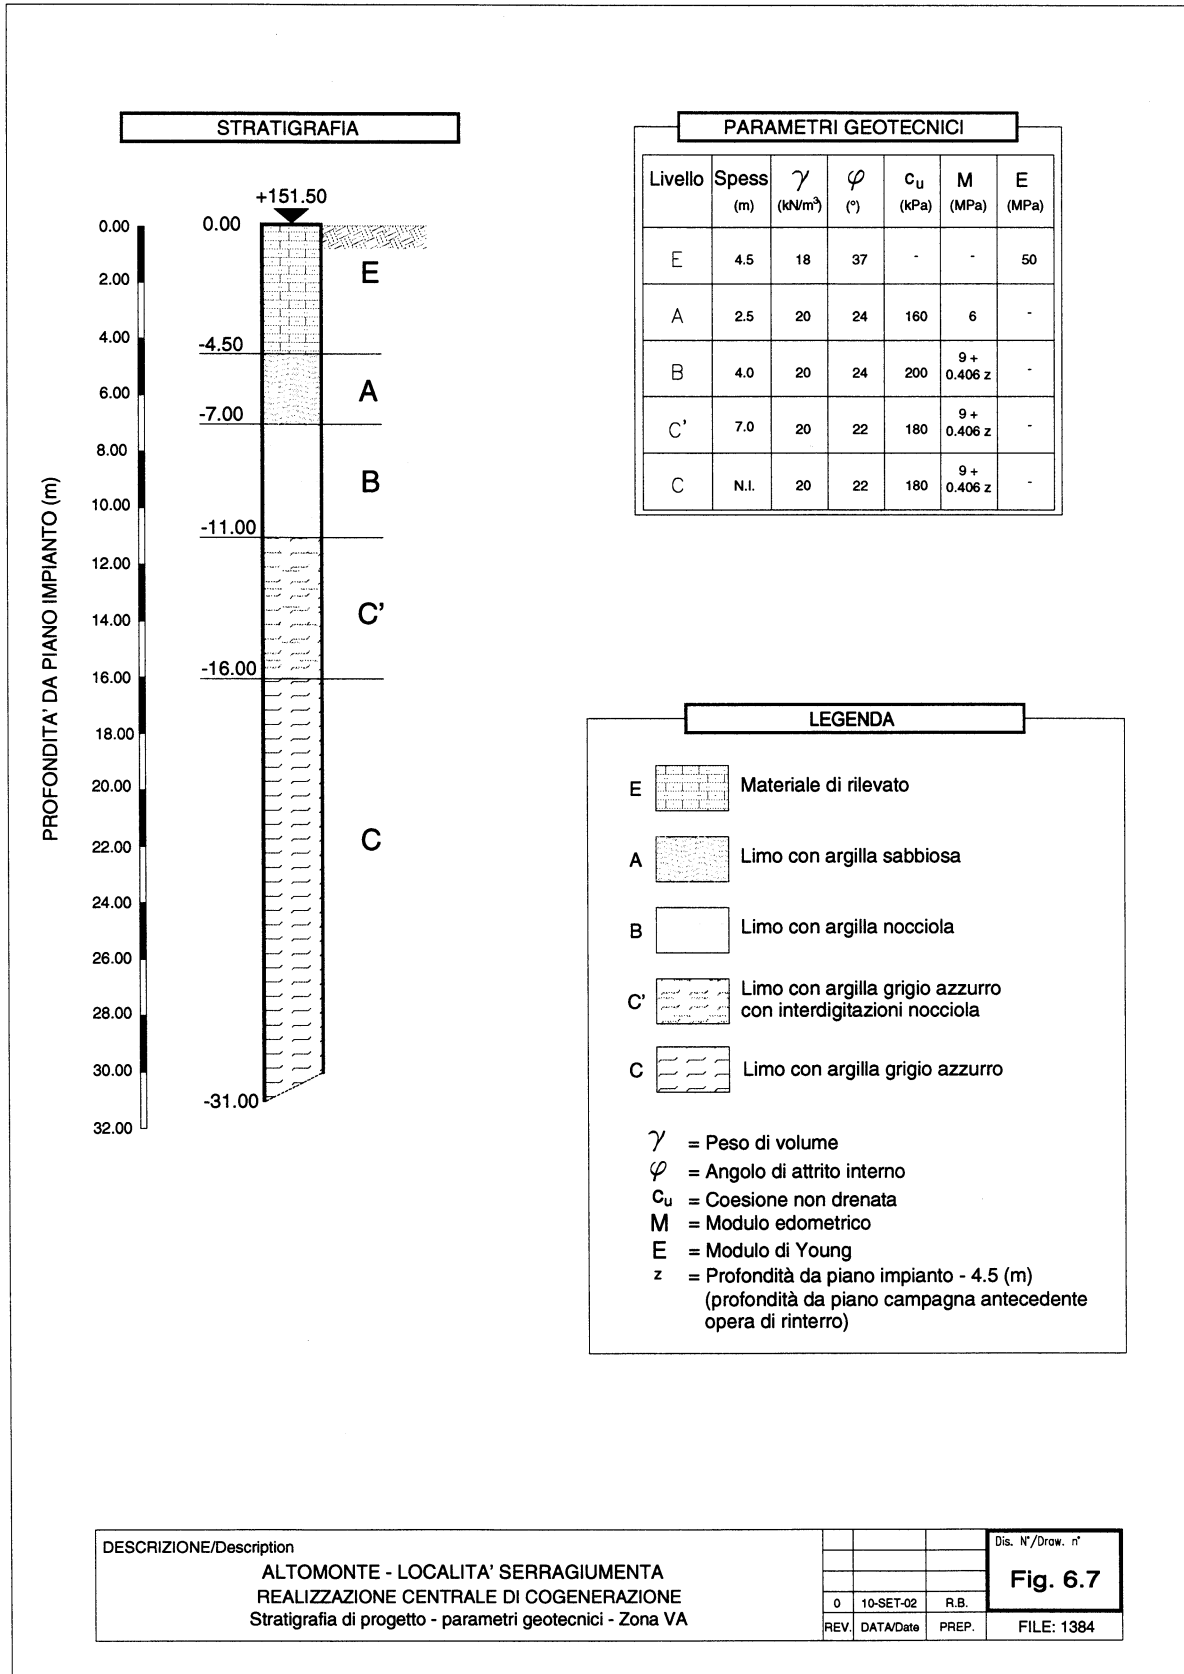 STRATIGRAFIA
+151.50
0.00
0.00
2.00
4.00
6.00
8.00
10.00
12.00
14.00
16.00
18.00
20.00
22.00
24.00
26.00
28.00
30.00
32.00
PROFONDITA' DA PIANO IMPIANTO (m)
E
-4.50
A
-7.00
B
-11.00
C'
-16.00
C
-31.00
PARAMETRI GEOTECNICI
Livello Spess γ φ cu M E
(m) (kN/m³) (°) (kPa) (MPa) (MPa)
E 4.5 18 37 - - 50
A 2.5 20 24 160 6 -
B 4.0 20 24 200 9 + 0.406 z -
C' 7.0 20 22 180 9 + 0.406 z -
C N.I. 20 22 180 9 + 0.406 z -
LEGENDA
E Materiale di rilevato
A Limo con argilla sabbiosa
B Limo con argilla nocciola
C' Limo con argilla grigio azzurro
con interdigitazioni nocciola
C Limo con argilla grigio azzurro
γ = Peso di volume
φ = Angolo di attrito interno
cu = Coesione non drenata
M = Modulo edometrico
E = Modulo di Young
z = Profondità da piano impianto - 4.5 (m)
(profondità da piano campagna antecedente
opera di rinterro)
DESCRIZIONE/Description
ALTOMONTE - LOCALITA' SERRAGIUMENTA
REALIZZAZIONE CENTRALE DI COGENERAZIONE
Stratigrafia di progetto - parametri geotecnici - Zona VA
0 10-SET-02 R.B.
REV. DATA/Date PREP.
Dis. N°/Draw. n°
Fig. 6.7
FILE: 1384